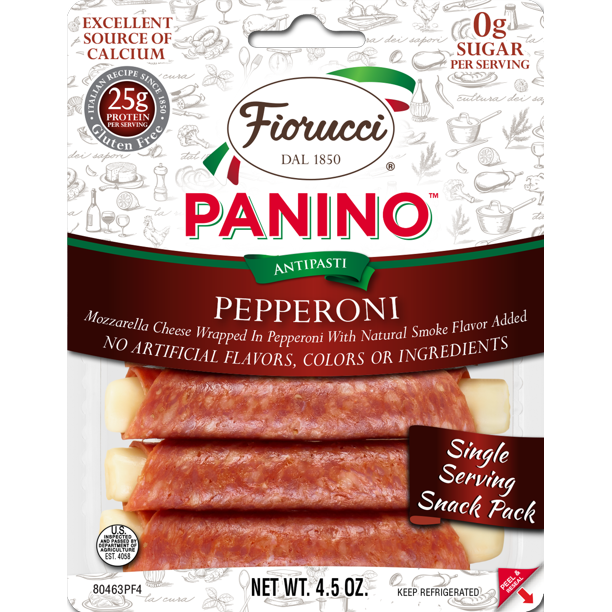 EXCELLENT
SOURCE OF
CALCIUM
0g
SUGAR
PER SERVING
ITALIAN RECIPE SINCE 1850
25g
PROTEIN
PER SERVING
Gluten Free
Fiorucci
DAL 1850
®
PANINO™
ANTIPASTI
PEPPERONI
Mozzarella Cheese Wrapped In Pepperoni With Natural Smoke Flavor Added
NO ARTIFICIAL FLAVORS, COLORS OR INGREDIENTS
Single
Serving
Snack Pack
U.S.
INSPECTED
AND PASSED BY
DEPARTMENT OF
AGRICULTURE
EST. 4058
80463PF4
NET WT. 4.5 OZ.
KEEP REFRIGERATED
PEEL &
RESEAL